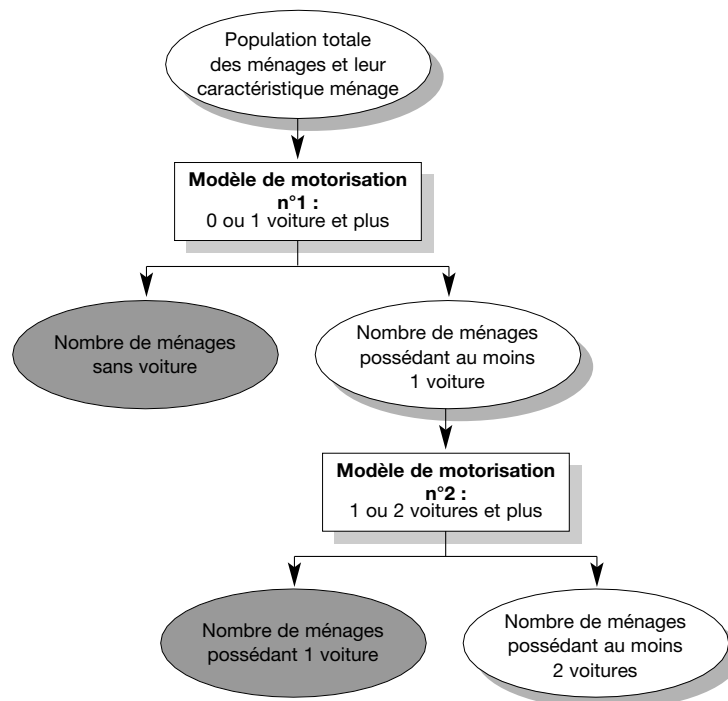 Population totale
des ménages et leur
caractéristique ménage
Modèle de motorisation
n°1 :
0 ou 1 voiture et plus
Nombre de ménages
sans voiture
Nombre de ménages
possédant au moins
1 voiture
Modèle de motorisation
n°2 :
1 ou 2 voitures et plus
Nombre de ménages
possédant 1 voiture
Nombre de ménages
possédant au moins
2 voitures